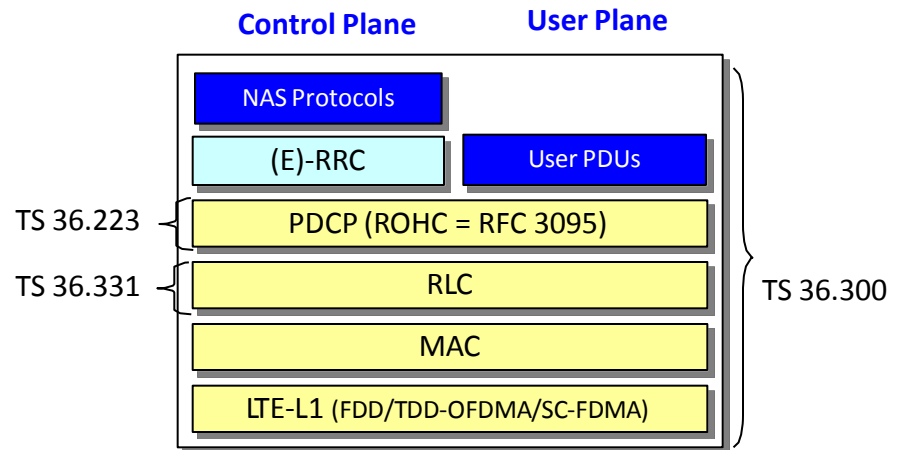 Control Plane
User Plane
NAS Protocols
(E)-RRC
User PDUs
TS 36.223
PDCP (ROHC = RFC 3095)
TS 36.331
RLC
TS 36.300
MAC
LTE-L1 (FDD/TDD-OFDMA/SC-FDMA)